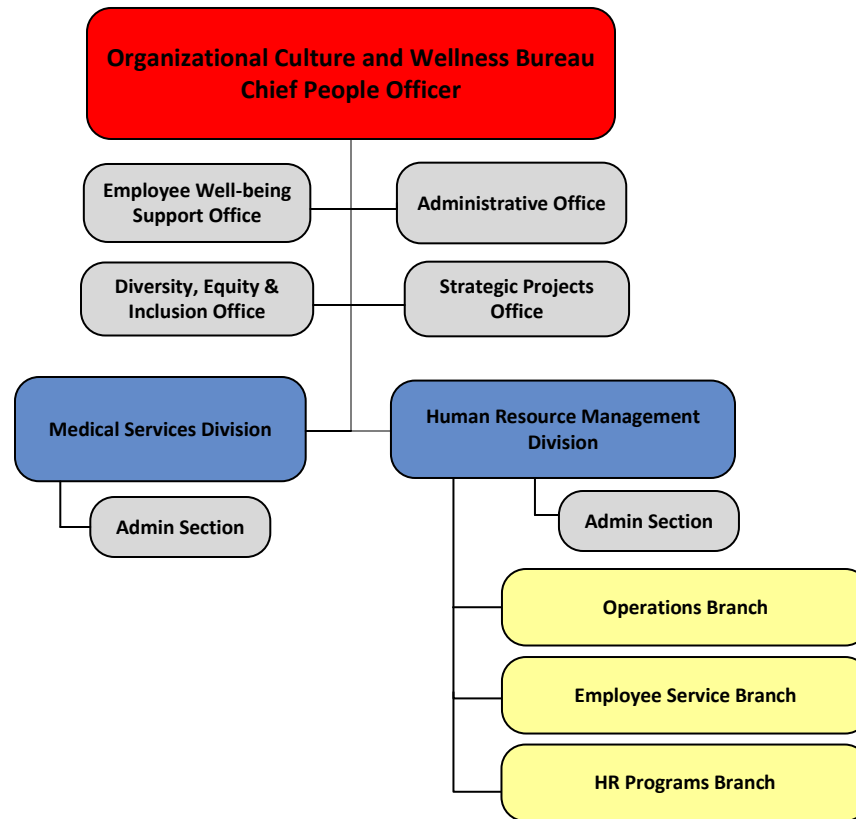 Organizational Culture and Wellness Bureau
Chief People Officer
Employee Well-being
Support Office
Administrative Office
Diversity, Equity &
Inclusion Office
Strategic Projects
Office
Medical Services Division
Human Resource Management
Division
Admin Section
Admin Section
Operations Branch
Employee Service Branch
HR Programs Branch